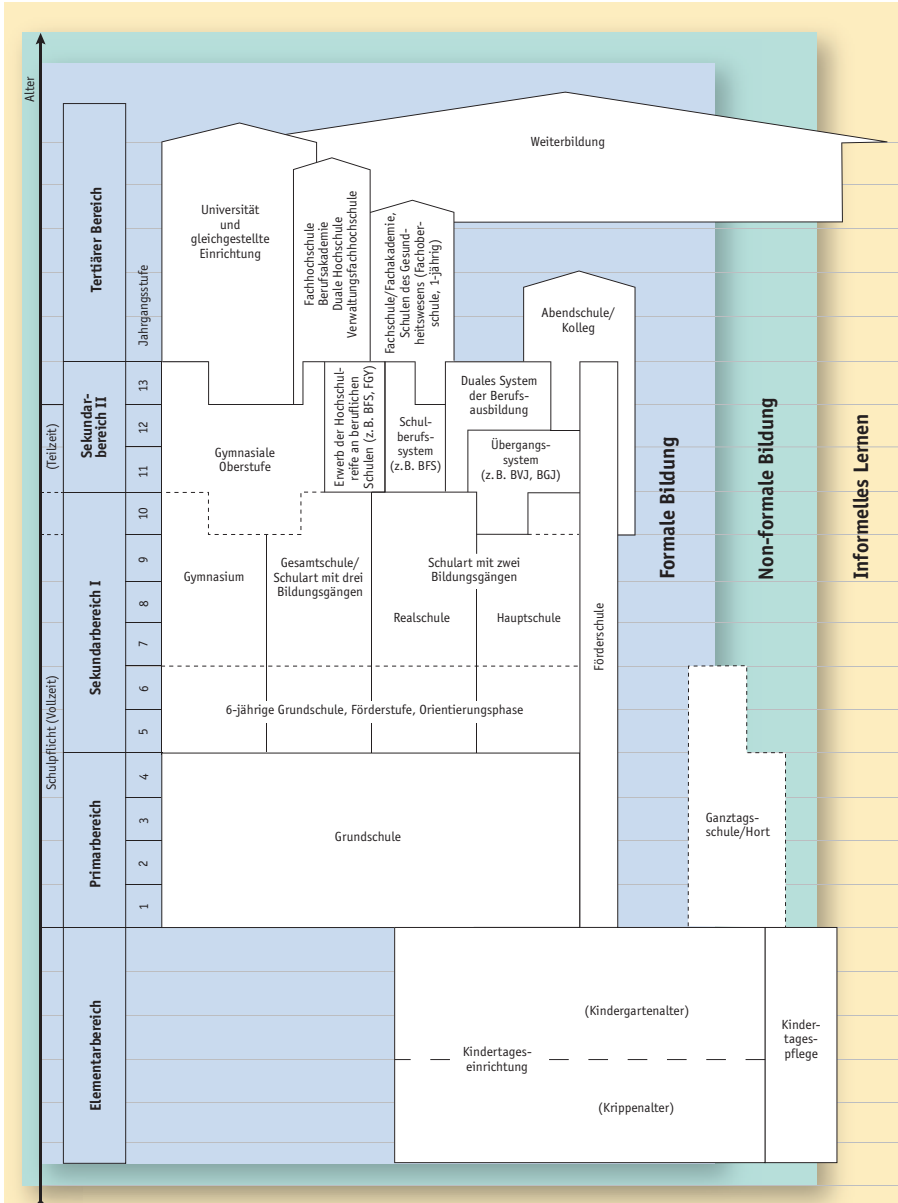 Alter
Weiterbildung
Tertiärer Bereich
Jahrgangsstufe
Universität
und
gleichgestellte
Einrichtung
Fachhochschule
Berufsakademie
Duale Hochschule
Verwaltungsfachhochschule
Fachschule/Fachakademie,
Schulen des Gesund-
heitswesens (Fachober-
schule, 1-jährig)
Abendschule/
Kolleg
(Teilzeit)
Sekundar-
bereich II
13
12
11
Gymnasiale
Oberstufe
Erwerb der Hochschul-
reife an beruflichen
Schulen (z. B. BFS, FGY)
Schul-
berufs-
system
(z. B. BFS)
Duales System
der Berufs-
ausbildung
Übergangs-
system
(z. B. BVJ, BGJ)
Formale Bildung
Non-formale Bildung
Informelles Lernen
Schulpflicht (Vollzeit)
Sekundarbereich I
10
9
8
7
6
5
Gymnasium
Gesamtschule/
Schulart mit drei
Bildungsgängen
Schulart mit zwei
Bildungsgängen
Realschule
Hauptschule
Förderschule
6-jährige Grundschule, Förderstufe, Orientierungsphase
Primarbereich
4
3
2
1
Grundschule
Ganztags-
schule/Hort
Elementarbereich
(Kindergartenalter)
Kindertages-
einrichtung
(Krippenalter)
Kinder-
tages-
pflege